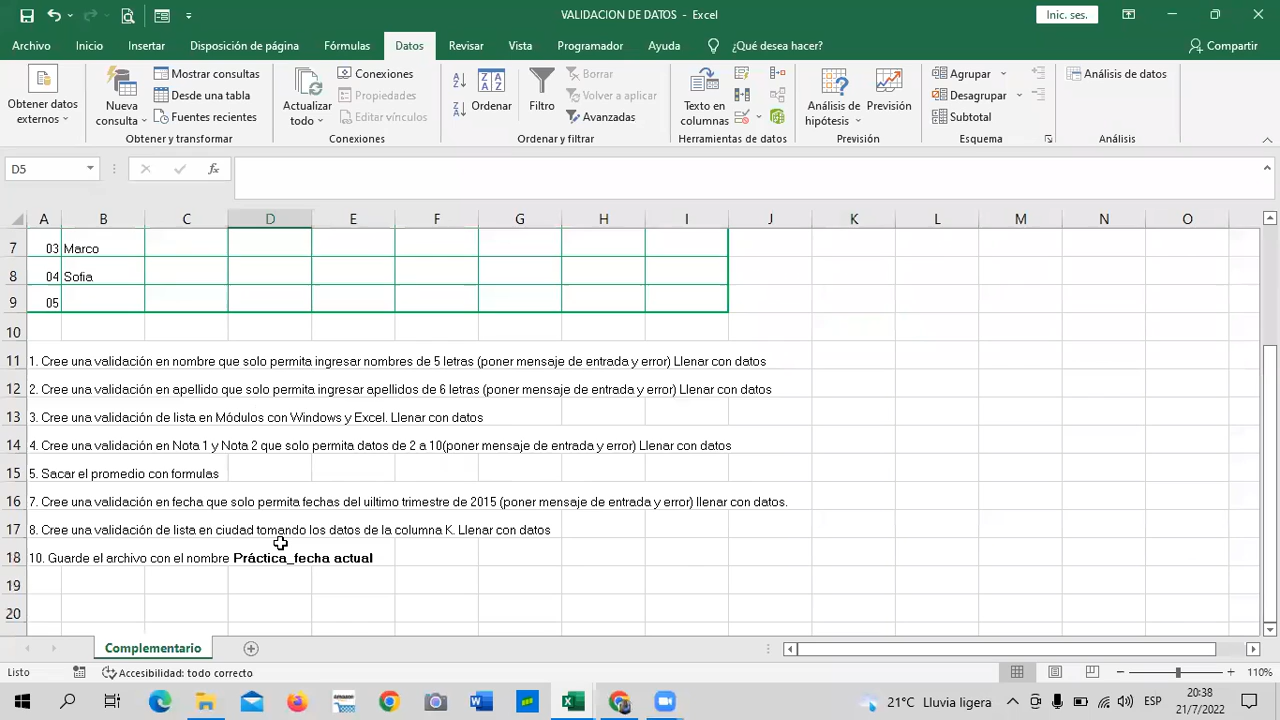 VALIDACION DE DATOS - Excel
Inic. ses.
Archivo Inicio Insertar Disposición de página Fórmulas Datos Revisar Vista Programador Ayuda ¿Qué desea hacer? Compartir
Obtener datos externos
Nueva consulta
Mostrar consultas
Desde una tabla
Fuentes recientes
Obtener y transformar
Actualizar todo
Conexiones
Propiedades
Editar vínculos
Conexiones
Ordenar
Filtro
Borrar
Volver a aplicar
Avanzadas
Ordenar y filtrar
Texto en columnas
Herramientas de datos
Análisis de hipótesis
Previsión
Previsión
Agrupar
Desagrupar
Subtotal
Esquema
Análisis de datos
Análisis
D5 fx
A B C D E F G H I J K L M N O
7 03 Marco
8 04 Sofia
9 05
10
11 1. Cree una validación en nombre que solo permita ingresar nombres de 5 letras (poner mensaje de entrada y error) Llenar con datos
12 2. Cree una validación en apellido que solo permita ingresar apellidos de 6 letras (poner mensaje de entrada y error) Llenar con datos
13 3. Cree una validación de lista en Módulos con Windows y Excel. Llenar con datos
14 4. Cree una validación en Nota 1 y Nota 2 que solo permita datos de 2 a 10(poner mensaje de entrada y error) Llenar con datos
15 5. Sacar el promedio con formulas
16 7. Cree una validación en fecha que solo permita fechas del uiltimo trimestre de 2015 (poner mensaje de entrada y error) llenar con datos.
17 8. Cree una validación de lista en ciudad tomando los datos de la columna K. Llenar con datos
18 10. Guarde el archivo con el nombre Práctica_fecha actual
19
20
Complementario
Listo Accesibilidad: todo correcto 110%
21°C Lluvia ligera ESP 20:38
21/7/2022